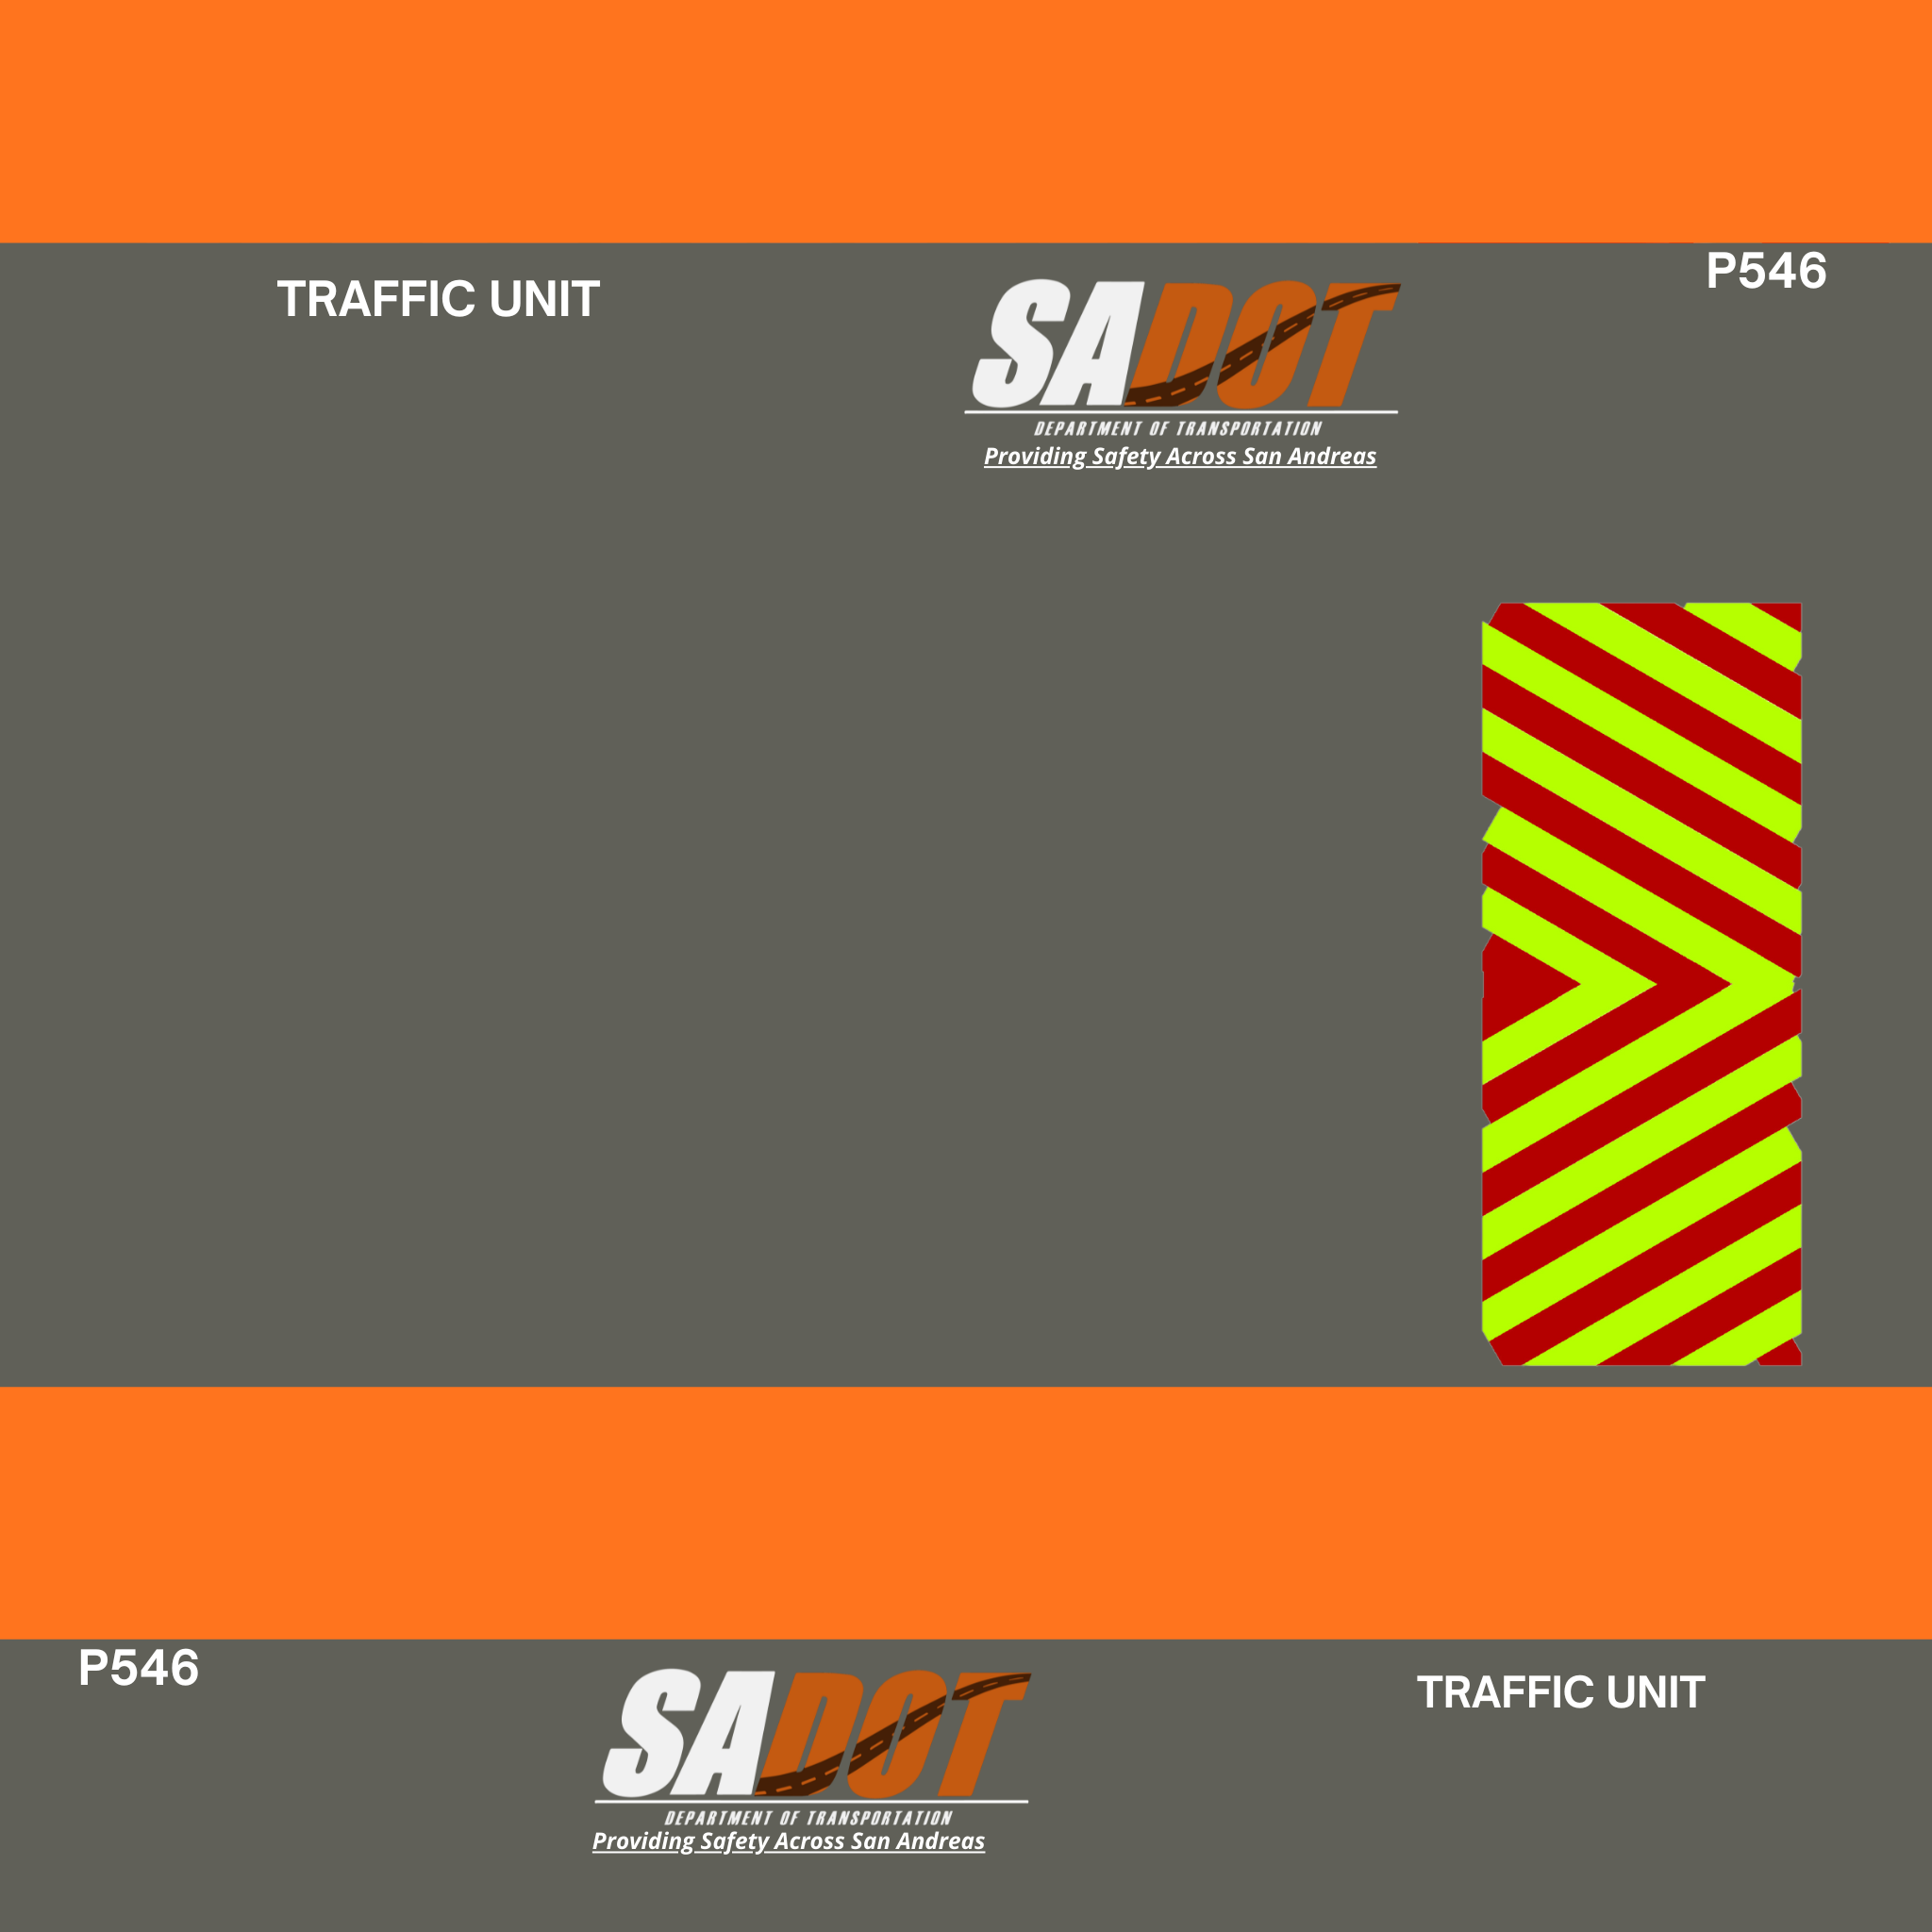 TRAFFIC UNIT
P546
SADOT
DEPARTMENT OF TRANSPORTATION
Providing Safety Across San Andreas
P546
SADOT
DEPARTMENT OF TRANSPORTATION
Providing Safety Across San Andreas
TRAFFIC UNIT